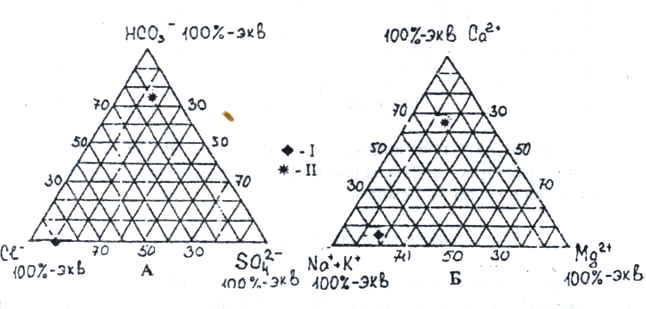 HCO₃⁻ 100%-экв
100%-экв Ca²⁺
70 30
70 30
50 50
50 50
◆ - I
✷ - II
30 70
30 70
Cl⁻ 70 50 30 SO₄²⁻
100%-экв А 100%-экв
Na⁺+K⁺ 70 50 30 Mg²⁺
100%-экв Б 100%-экв